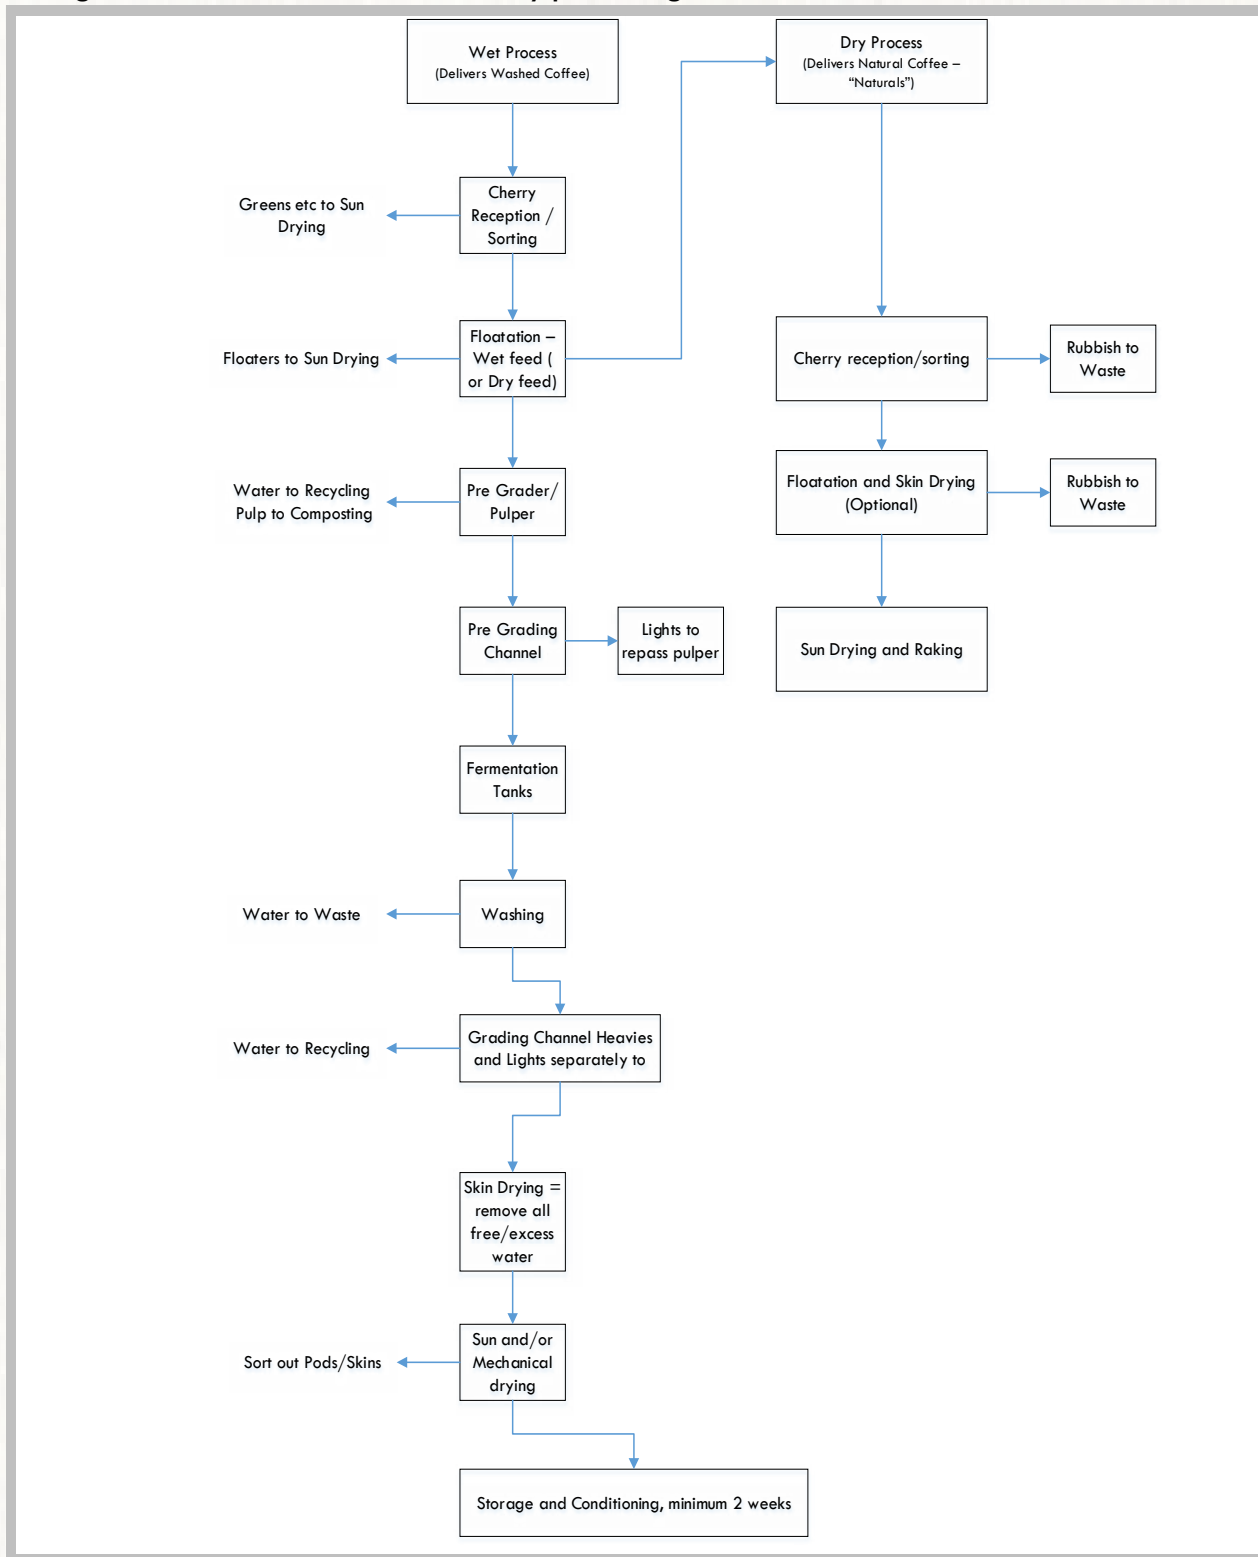 Wet Process
(Delivers Washed Coffee)
Dry Process
(Delivers Natural Coffee –
“Naturals”)
Greens etc to Sun
Drying
Cherry
Reception /
Sorting
Floaters to Sun Drying
Floatation –
Wet feed (
or Dry feed)
Cherry reception/sorting
Rubbish to
Waste
Water to Recycling
Pulp to Composting
Pre Grader/
Pulper
Floatation and Skin Drying
(Optional)
Rubbish to
Waste
Pre Grading
Channel
Lights to
repass pulper
Sun Drying and Raking
Fermentation
Tanks
Water to Waste
Washing
Water to Recycling
Grading Channel Heavies
and Lights separately to
Skin Drying =
remove all
free/excess
water
Sort out Pods/Skins
Sun and/or
Mechanical
drying
Storage and Conditioning, minimum 2 weeks